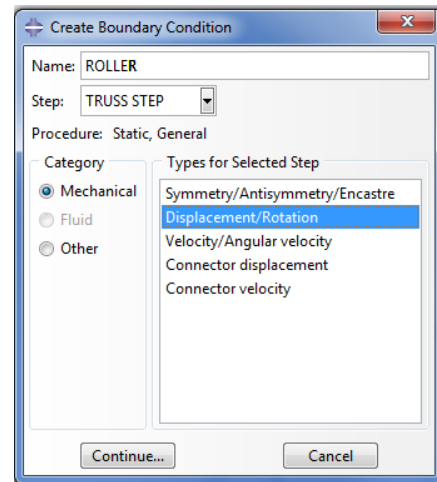 Create Boundary Condition
Name: ROLLER
Step: TRUSS STEP
Procedure: Static, General
Category
Mechanical
Fluid
Other
Types for Selected Step
Symmetry/Antisymmetry/Encastre
Displacement/Rotation
Velocity/Angular velocity
Connector displacement
Connector velocity
Continue... Cancel